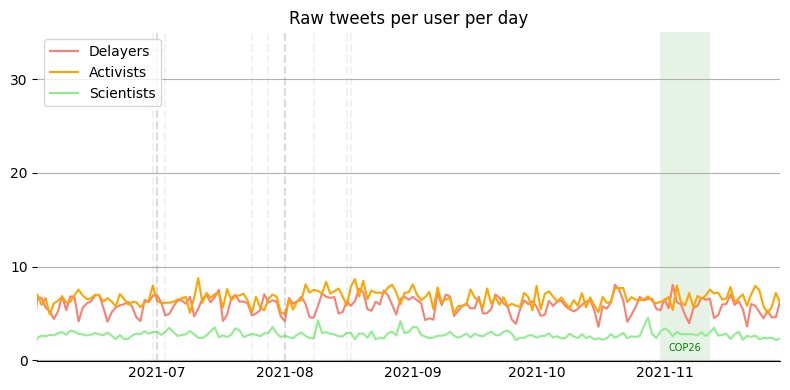 Raw tweets per user per day
Delayers
Activists
Scientists
30
20
10
0
COP26
2021-07 2021-08 2021-09 2021-10 2021-11